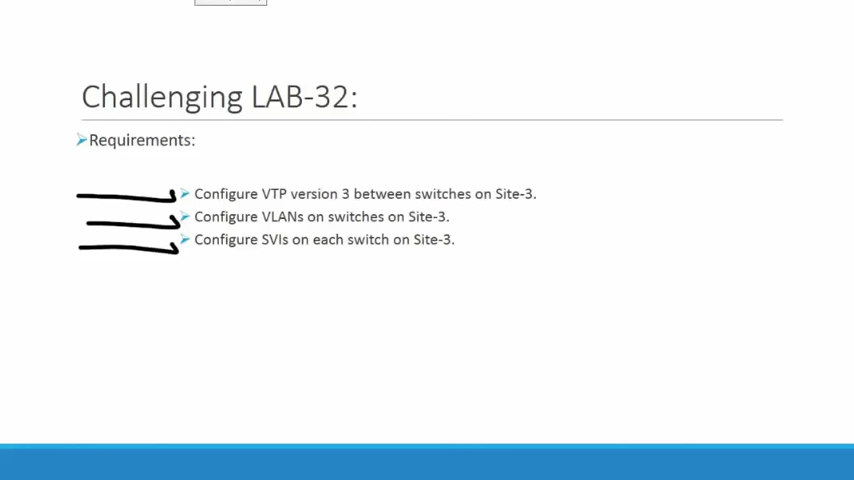 Challenging LAB-32:
Requirements:
Configure VTP version 3 between switches on Site-3.
Configure VLANs on switches on Site-3.
Configure SVIs on each switch on Site-3.